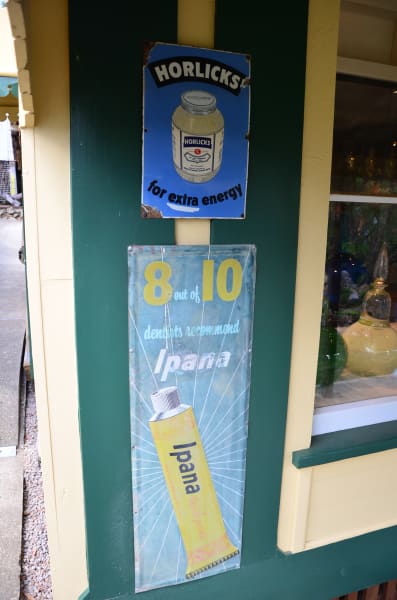 HORLICKS
HORLICKS
for extra energy
8 out of 10
dentists recommend
Ipana
Ipana